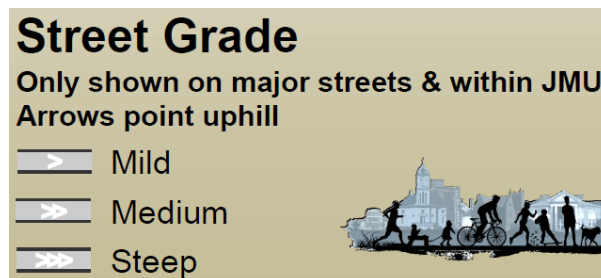 Street Grade
Only shown on major streets & within JMU
Arrows point uphill
> Mild
>> Medium
>>> Steep